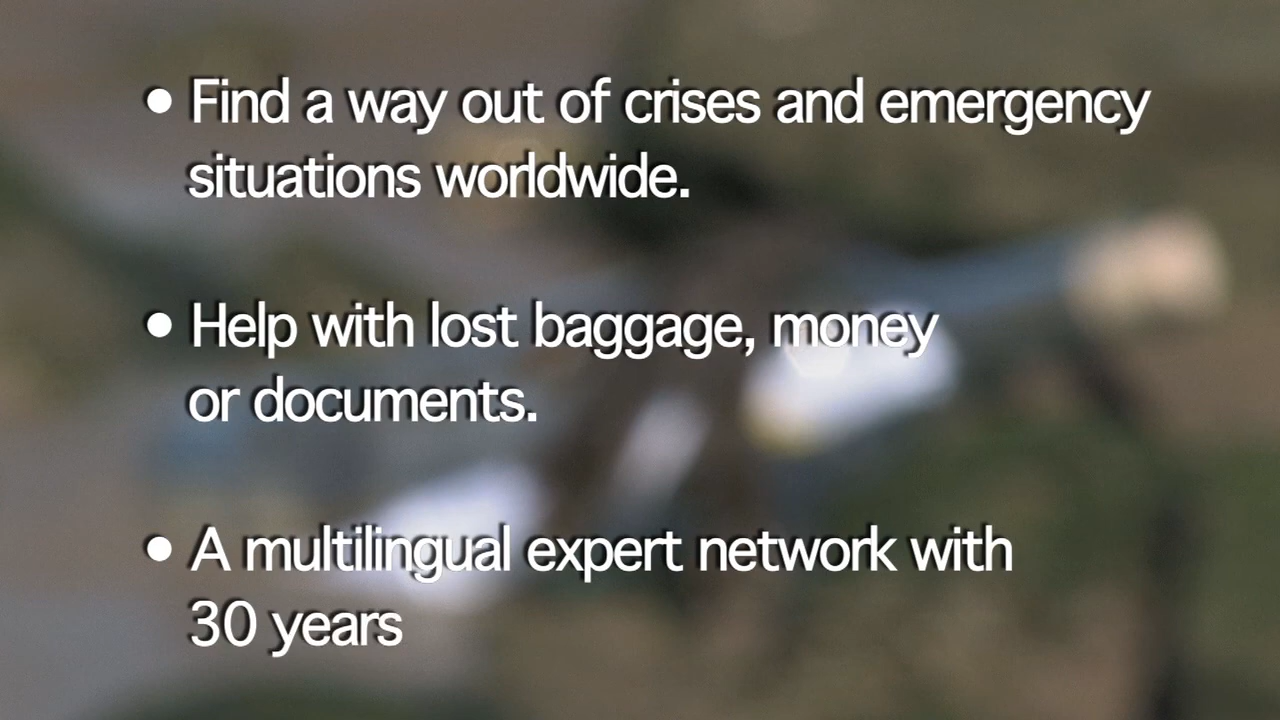 • Find a way out of crises and emergency
situations worldwide.
• Help with lost baggage, money
or documents.
• A multilingual expert network with
30 years